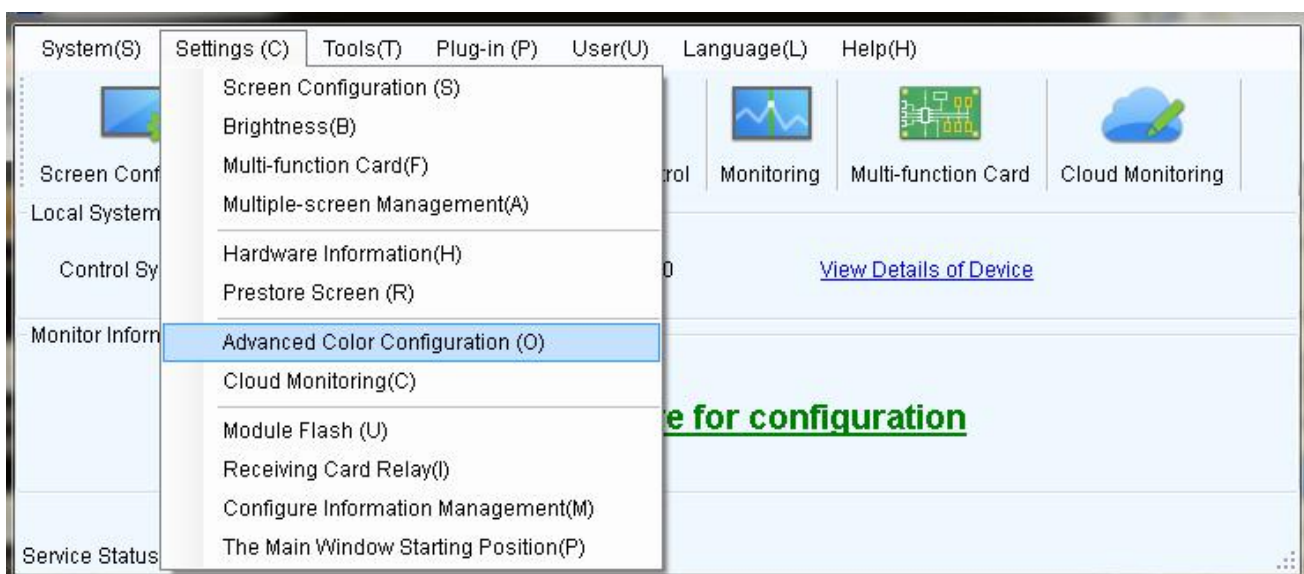 System(S) Settings (C) Tools(T) Plug-in (P) User(U) Language(L) Help(H)
Screen Configuration (S)
Brightness(B)
Multi-function Card(F)
Multiple-screen Management(A)
Hardware Information(H)
Prestore Screen (R)
Advanced Color Configuration (O)
Cloud Monitoring(C)
Module Flash (U)
Receiving Card Relay(I)
Configure Information Management(M)
The Main Window Starting Position(P)
Screen Conf rol Monitoring Multi-function Card Cloud Monitoring
Local System
Control Sy 0 View Details of Device
Monitor Inforn
e for configuration
Service Status